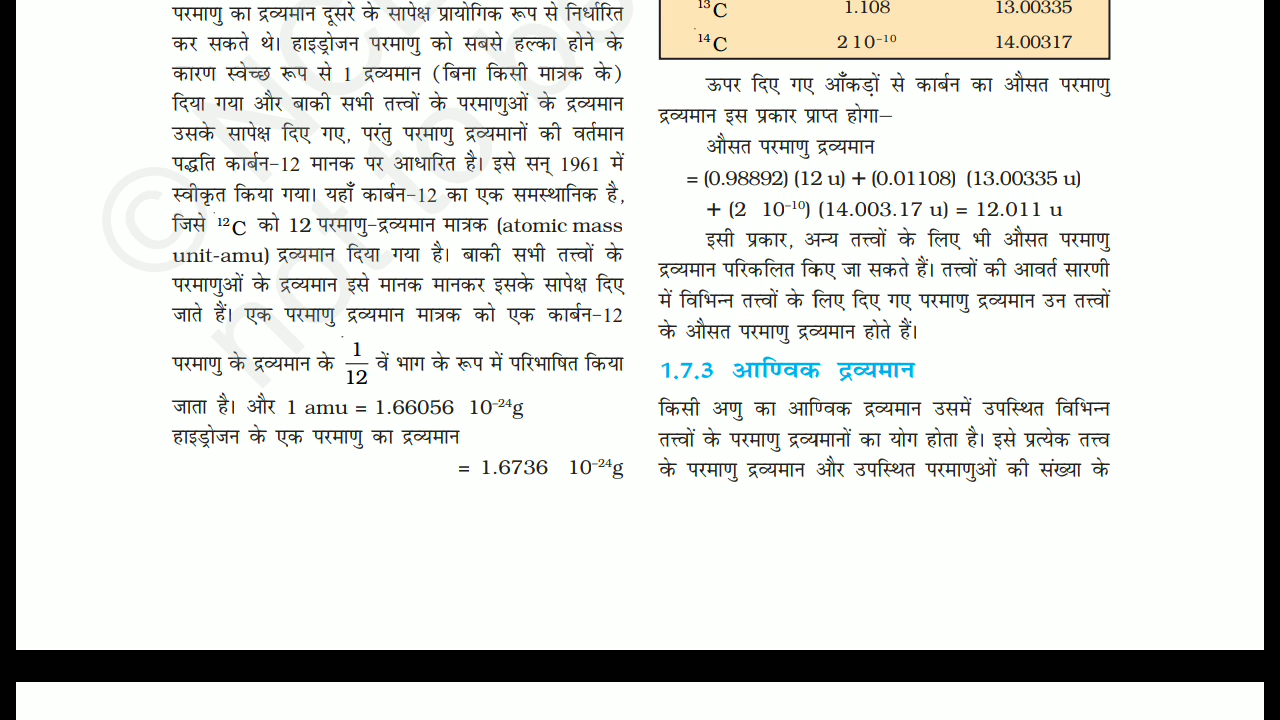 परमाणु का द्रव्यमान दूसरे के सापेक्ष प्रायोगिक रूप से निर्धारित
कर सकते थे। हाइड्रोजन परमाणु को सबसे हल्का होने के
कारण स्वेच्छ रूप से 1 द्रव्यमान (बिना किसी मात्रक के)
दिया गया और बाकी सभी तत्त्वों के परमाणुओं के द्रव्यमान
उसके सापेक्ष दिए गए, परंतु परमाणु द्रव्यमानों की वर्तमान
पद्धति कार्बन-12 मानक पर आधारित है। इसे सन् 1961 में
स्वीकृत किया गया। यहाँ कार्बन-12 का एक समस्थानिक है,
जिसे ¹²C को 12 परमाणु-द्रव्यमान मात्रक (atomic mass
unit-amu) द्रव्यमान दिया गया है। बाकी सभी तत्त्वों के
परमाणुओं के द्रव्यमान इसे मानक मानकर इसके सापेक्ष दिए
जाते हैं। एक परमाणु द्रव्यमान मात्रक को एक कार्बन-12
परमाणु के द्रव्यमान के 1/12 वें भाग के रूप में परिभाषित किया
जाता है। और 1 amu = 1.66056 10⁻²⁴g
हाइड्रोजन के एक परमाणु का द्रव्यमान
= 1.6736 10⁻²⁴g
¹³C 1.108 13.00335
¹⁴C 2 10⁻¹⁰ 14.00317
ऊपर दिए गए आँकड़ों से कार्बन का औसत परमाणु
द्रव्यमान इस प्रकार प्राप्त होगा—
औसत परमाणु द्रव्यमान
= (0.98892) (12 u) + (0.01108) (13.00335 u)
+ (2 10⁻¹⁰) (14.003.17 u) = 12.011 u
इसी प्रकार, अन्य तत्त्वों के लिए भी औसत परमाणु
द्रव्यमान परिकलित किए जा सकते हैं। तत्त्वों की आवर्त सारणी
में विभिन्न तत्त्वों के लिए दिए गए परमाणु द्रव्यमान उन तत्त्वों
के औसत परमाणु द्रव्यमान होते हैं।
1.7.3 आण्विक द्रव्यमान
किसी अणु का आण्विक द्रव्यमान उसमें उपस्थित विभिन्न
तत्त्वों के परमाणु द्रव्यमानों का योग होता है। इसे प्रत्येक तत्त्व
के परमाणु द्रव्यमान और उपस्थित परमाणुओं की संख्या के
© NC
not to be